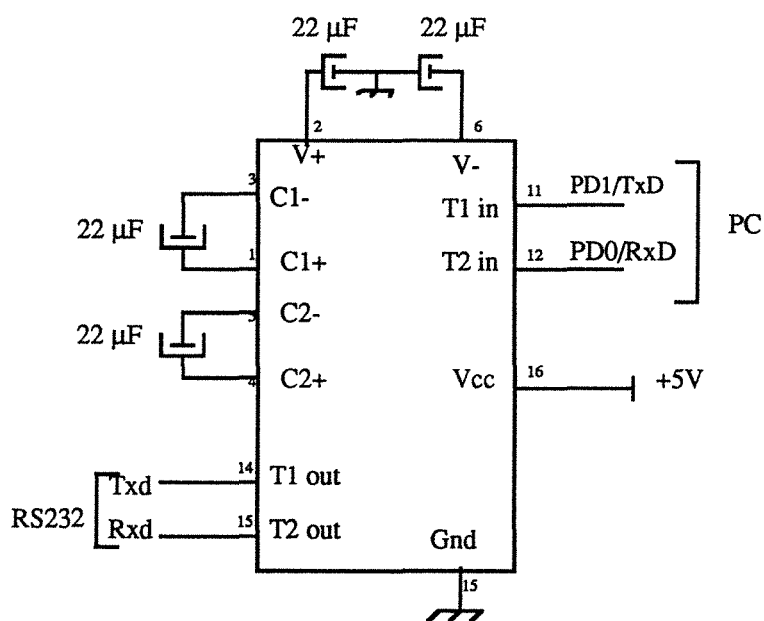 22 µF
22 µF
2
6
V+
V-
3
C1-
22 µF
1
C1+
T1 in
11
PD1/TxD
T2 in
12
PD0/RxD
PC
C2-
5
22 µF
4
C2+
Vcc
16
+5V
14
T1 out
Txd
RS232
Rxd
15
T2 out
Gnd
15